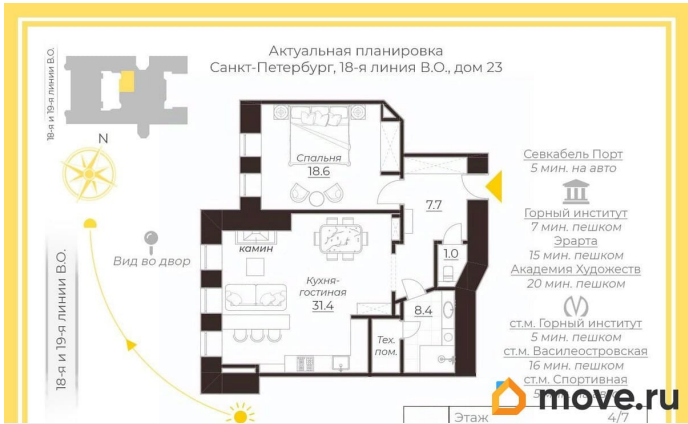 Актуальная планировка
Санкт-Петербург, 18-я линия В.О., дом 23
18-я и 19-я линии В.О.
N
18-я и 19-я линии В.О.
Вид во двор
Спальня
18.6
7.7
1.0
камин
Кухня-
гостиная
31.4
8.4
Тех.
пом.
Севкабель Порт
5 мин. на авто
Горный институт
7 мин. пешком
Эрарта
15 мин. пешком
Академия Художеств
20 мин. пешком
ст.м. Горный институт
5 мин. пешком
ст.м. Василеостровская
16 мин. пешком
ст.м. Спортивная
move.ru
Этаж
4/7